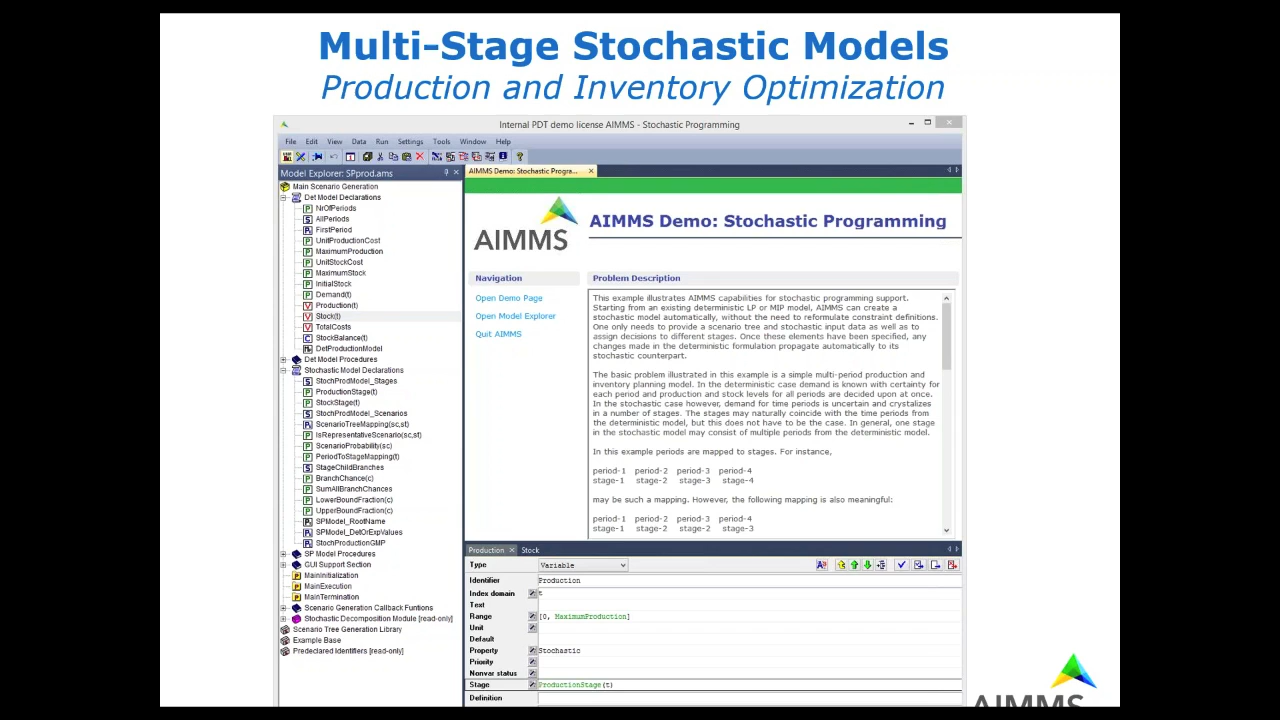 Multi-Stage Stochastic Models
Production and Inventory Optimization
Internal PDT demo license AIMMS - Stochastic Programming
File Edit View Data Run Settings Tools Window Help
Model Explorer: SPprod.ams
Main Scenario Generation
Det Model Declarations
NrOfPeriods
AllPeriods
FirstPeriod
UnitProductionCost
MaximumProduction
UnitStockCost
MaximumStock
InitialStock
Demand(t)
Production(t)
Stock(t)
TotalCosts
StockBalance(t)
DetProductionModel
Det Model Procedures
Stochastic Model Declarations
StochProdModel_Stages
ProductionStage(t)
StockStage(t)
StochProdModel_Scenarios
ScenarioTreeMapping(sc,st)
IsRepresentativeScenario(sc,st)
ScenarioProbability(sc)
PeriodToStageMapping(t)
StageChildBranches
BranchChance(c)
SumAllBranchChances
LowerBoundFraction(c)
UpperBoundFraction(c)
SPModel_RootName
SPModel_DetOrExpValues
StochProductionGMP
SP Model Procedures
GUI Support Section
MainInitialization
MainExecution
MainTermination
Scenario Generation Callback Funtions
Stochastic Decomposition Module [read-only]
Scenario Tree Generation Library
Example Base
Predeclared Identifiers [read-only]
AIMMS Demo: Stochastic Progra...
AIMMS
AIMMS Demo: Stochastic Programming
Navigation
Open Demo Page
Open Model Explorer
Quit AIMMS
Problem Description
This example illustrates AIMMS capabilities for stochastic programming support.
Starting from an existing deterministic LP or MIP model, AIMMS can create a
stochastic model automatically, without the need to reformulate constraint definitions.
One only needs to provide a scenario tree and stochastic input data as well as to
assign decisions to different stages. Once these elements have been specified, any
changes made in the deterministic formulation propagate automatically to its
stochastic counterpart.
The basic problem illustrated in this example is a simple multi-period production and
inventory planning model. In the deterministic case demand is known with certainty for
each period and production and stock levels for all periods are decided upon at once.
In the stochastic case however, demand for time periods is uncertain and crystalizes
in a number of stages. The stages may naturally coincide with the time periods from
the deterministic model, but this does not have to be the case. In general, one stage
in the stochastic model may consist of multiple periods from the deterministic model.
In this example periods are mapped to stages. For instance,
period-1 period-2 period-3 period-4
stage-1 stage-2 stage-3 stage-4
may be such a mapping. However, the following mapping is also meaningful:
period-1 period-2 period-3 period-4
stage-1 stage-2 stage-2 stage-3
Production Stock
Type Variable
Identifier Production
Index domain t
Text
Range [0, MaximumProduction]
Unit
Default
Property Stochastic
Priority
Nonvar status
Stage ProductionStage(t)
Definition
AIMMS